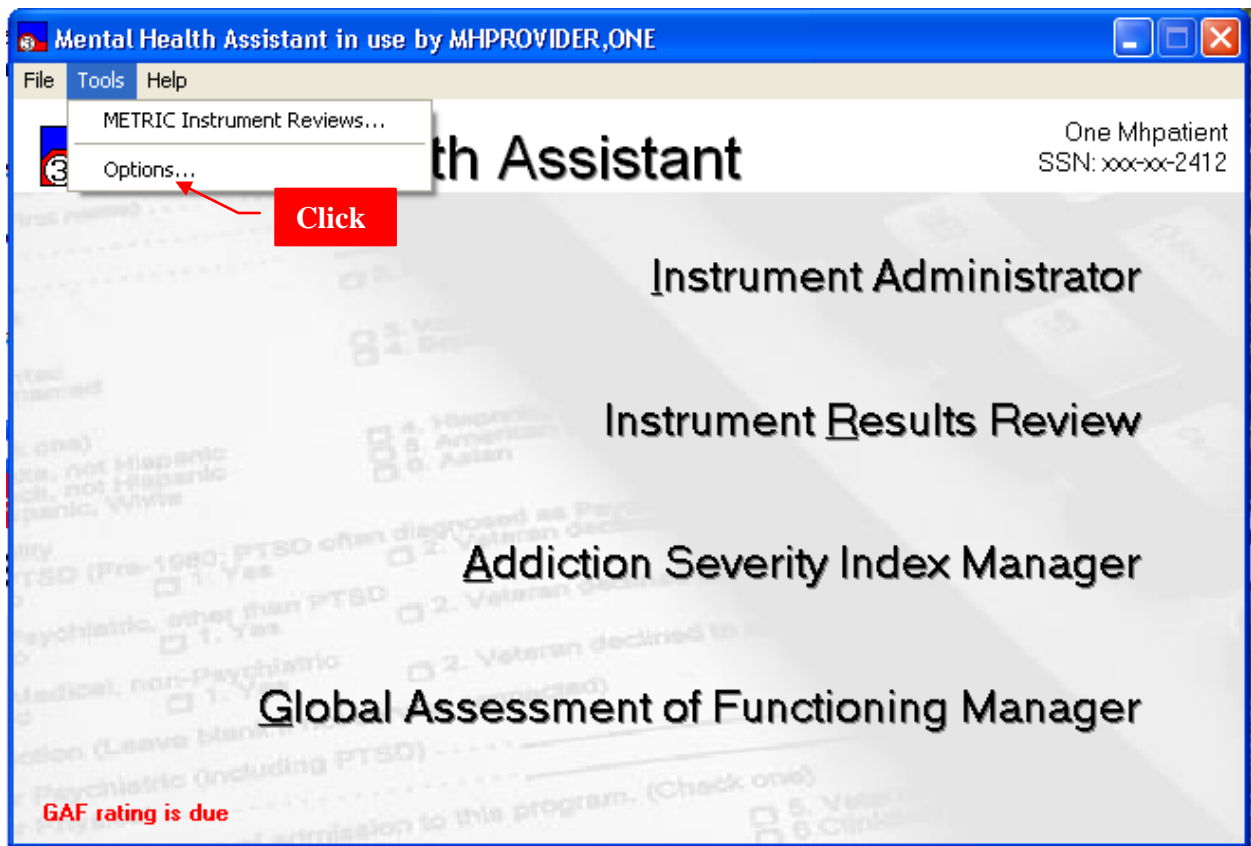 Mental Health Assistant in use by MHPROVIDER,ONE
File Tools Help
METRIC Instrument Reviews...
Options...
th Assistant
One Mhpatient
SSN: xxx-xx-2412
3
Click
Instrument Administrator
Instrument Results Review
Addiction Severity Index Manager
Global Assessment of Functioning Manager
GAF rating is due